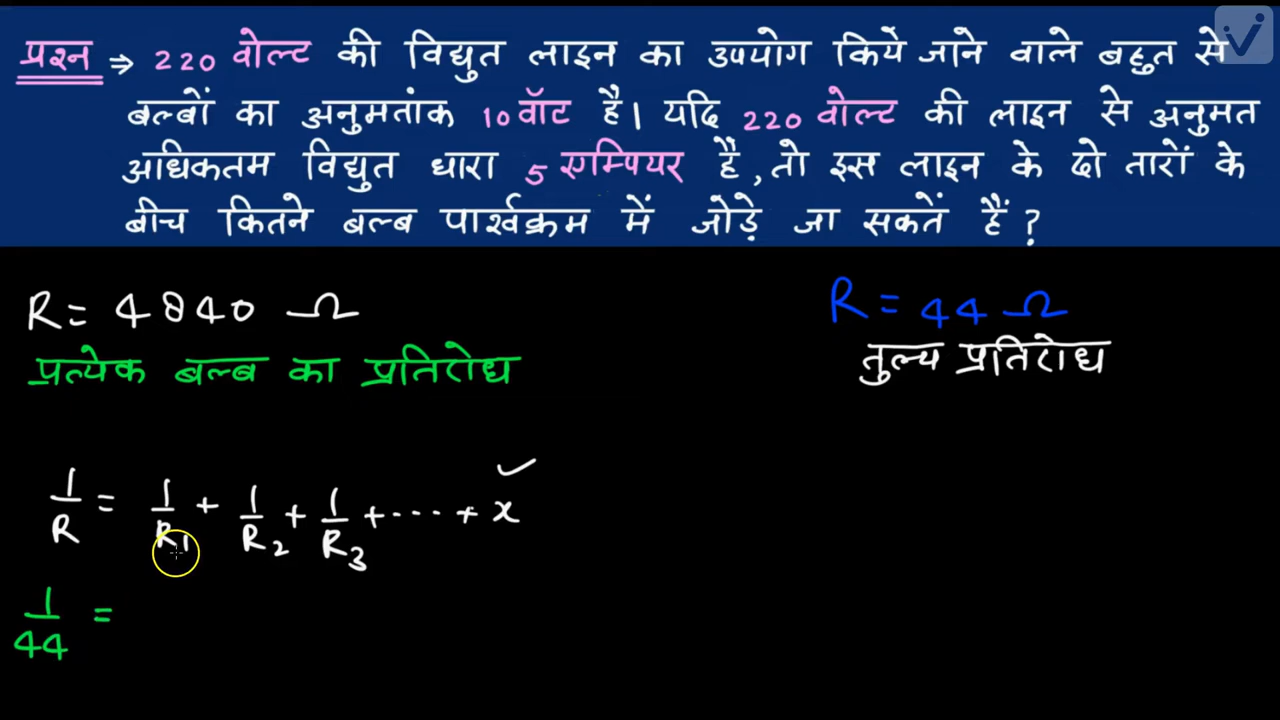 प्रश्न ⇒ 220 वोल्ट की विद्युत लाइन का उपयोग किये जाने वाले बहुत से
बल्बों का अनुमतांक 10 वॉट है। यदि 220 वोल्ट की लाइन से अनुमत
अधिकतम विद्युत धारा 5 एम्पियर है, तो इस लाइन के दो तारों के
बीच कितने बल्ब पार्श्वक्रम में जोड़े जा सकतें हैं ?
R = 4840 Ω
R = 44 Ω
प्रत्येक बल्ब का प्रतिरोध
तुल्य प्रतिरोध
1/R = 1/R1 + 1/R2 + 1/R3 + ---- + x ✓
1/44 =